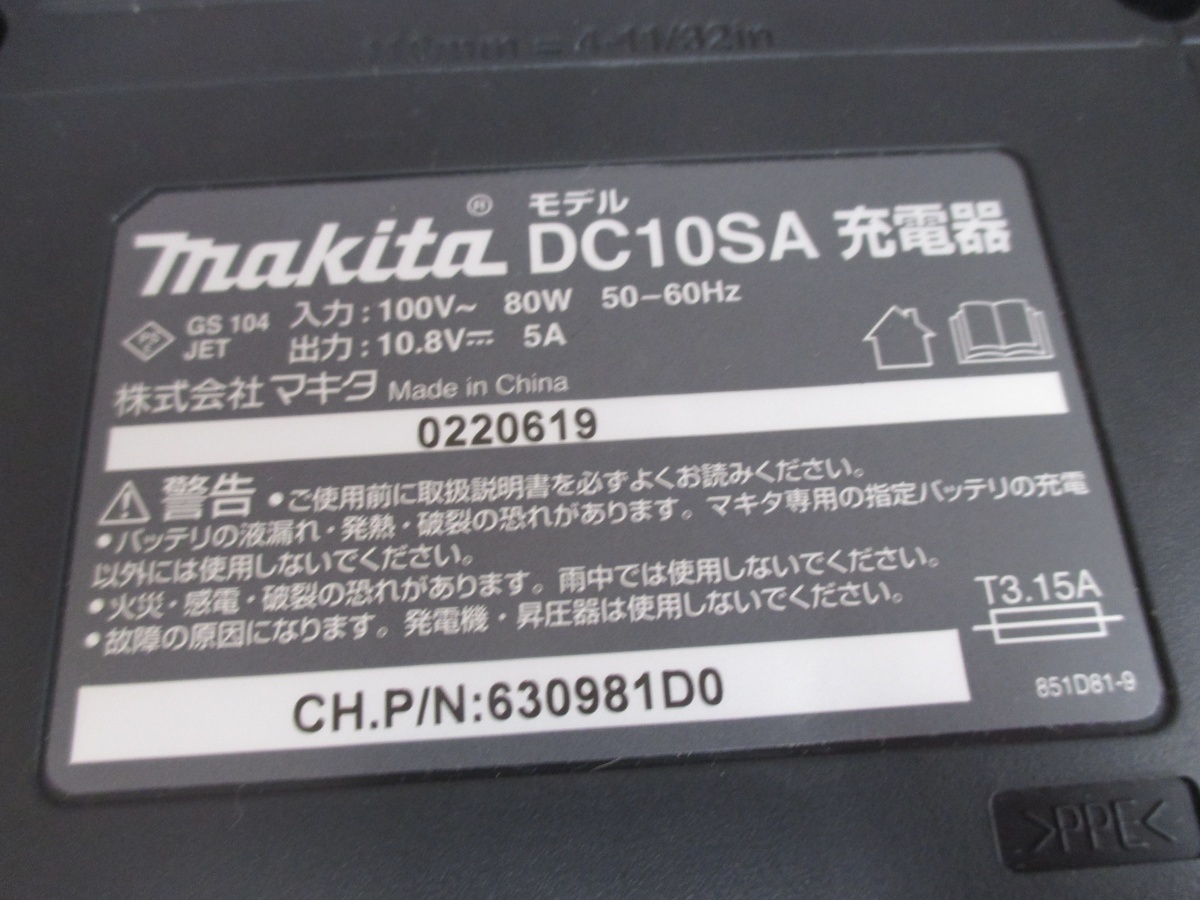 = 4-11/32in
makita® モデル DC10SA 充電器
PS E GS 104 JET
入力：100V~ 80W 50-60Hz
出力：10.8V⎓ 5A
株式会社 マキタ Made in China
0220619
⚠ 警告 •ご使用前に取扱説明書を必ずよくお読みください。
•バッテリの液漏れ・発熱・破裂の恐れがあります。マキタ専用の指定バッテリの充電
以外には使用しないでください。
•火災・感電・破裂の恐れがあります。雨中では使用しないでください。
•故障の原因になります。発電機・昇圧器は使用しないでください。
T3.15A
CH.P/N:630981D0
851D81-9
>PPE<